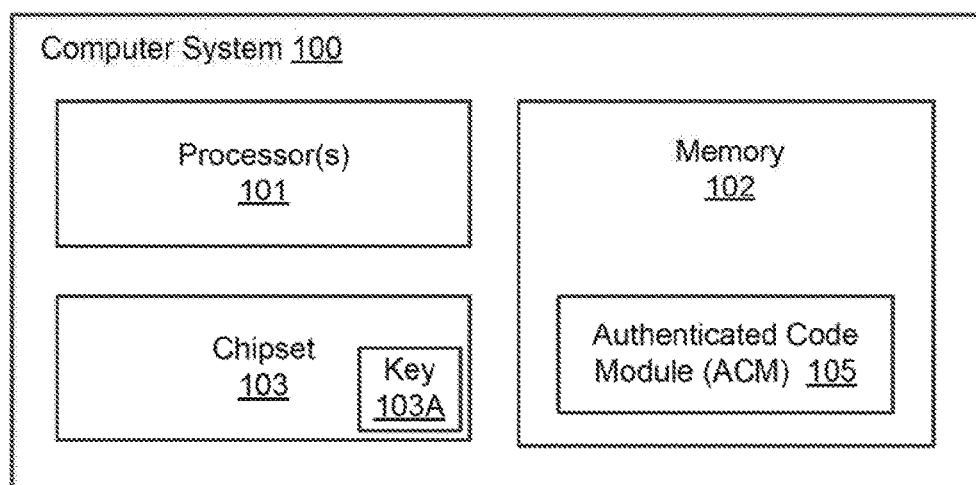 Computer System 100
Processor(s)
101
Memory
102
Chipset
103
Key
103A
Authenticated Code
Module (ACM) 105